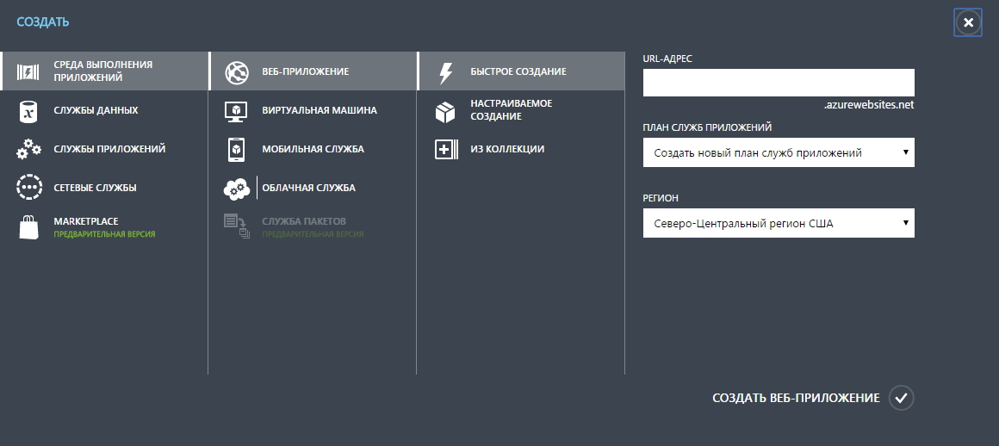 СОЗДАТЬ
СРЕДА ВЫПОЛНЕНИЯ
ПРИЛОЖЕНИЙ
СЛУЖБЫ ДАННЫХ
СЛУЖБЫ ПРИЛОЖЕНИЙ
СЕТЕВЫЕ СЛУЖБЫ
MARKETPLACE
ПРЕДВАРИТЕЛЬНАЯ ВЕРСИЯ
ВЕБ-ПРИЛОЖЕНИЕ
ВИРТУАЛЬНАЯ МАШИНА
МОБИЛЬНАЯ СЛУЖБА
ОБЛАЧНАЯ СЛУЖБА
СЛУЖБА ПАКЕТОВ
ПРЕДВАРИТЕЛЬНАЯ ВЕРСИЯ
БЫСТРОЕ СОЗДАНИЕ
НАСТРАИВАЕМОЕ
СОЗДАНИЕ
ИЗ КОЛЛЕКЦИИ
URL-АДРЕС
.azurewebsites.net
ПЛАН СЛУЖБ ПРИЛОЖЕНИЙ
Создать новый план служб приложений
РЕГИОН
Северо-Центральный регион США
СОЗДАТЬ ВЕБ-ПРИЛОЖЕНИЕ